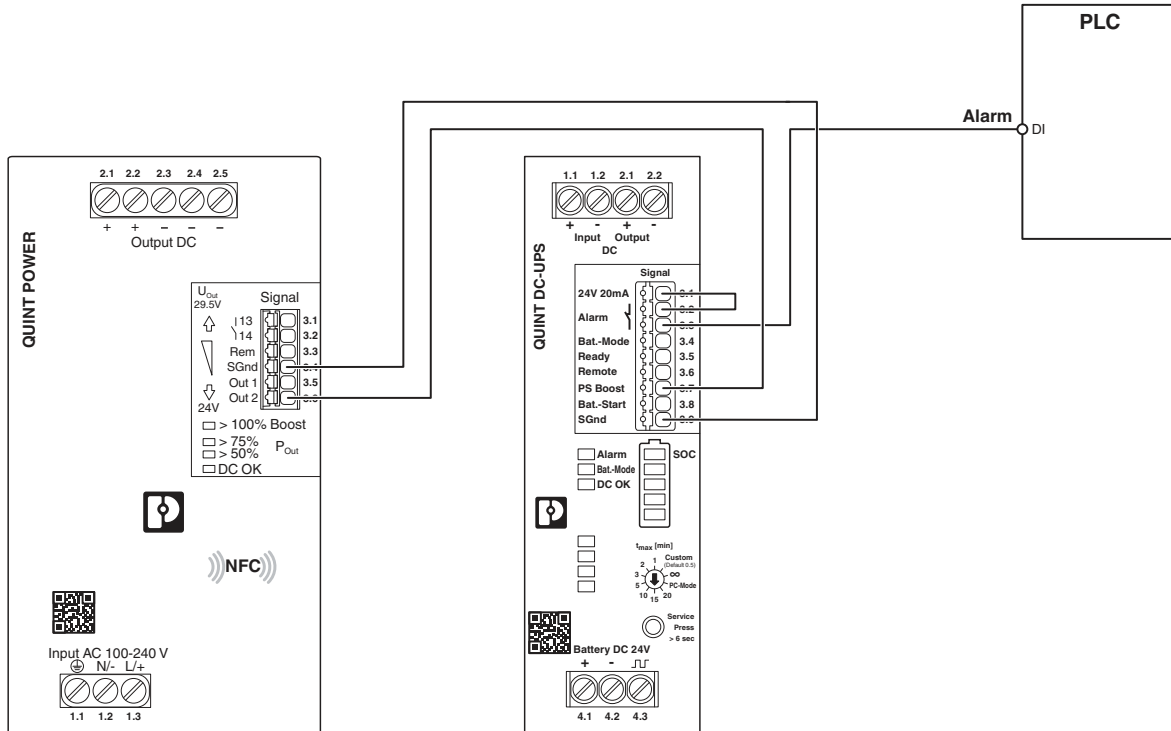 PLC
Alarm
DI
QUINT POWER
2.1 2.2 2.3 2.4 2.5
+ + – – –
Output DC
UOut
29.5V
24V
Signal
13
14
Rem
SGnd
Out 1
Out 2
3.1
3.2
3.3
3.5
> 100% Boost
> 75%
> 50%
POut
DC OK
NFC
Input AC 100-240 V
N/- L/+
1.1 1.2 1.3
QUINT DC-UPS
1.1 1.2 2.1 2.2
+ - + -
Input Output
DC
Signal
24V 20mA
Alarm
Bat.-Mode
Ready
Remote
PS Boost
Bat.-Start
SGnd
3.4
3.5
3.6
3.8
Alarm
Bat.-Mode
DC OK
SOC
tmax [min]
Custom
(Default 0.5)
∞
PC-Mode
1
2
3
5
10
15
20
Service
Press
> 6 sec
Battery DC 24V
+ -
4.1 4.2 4.3